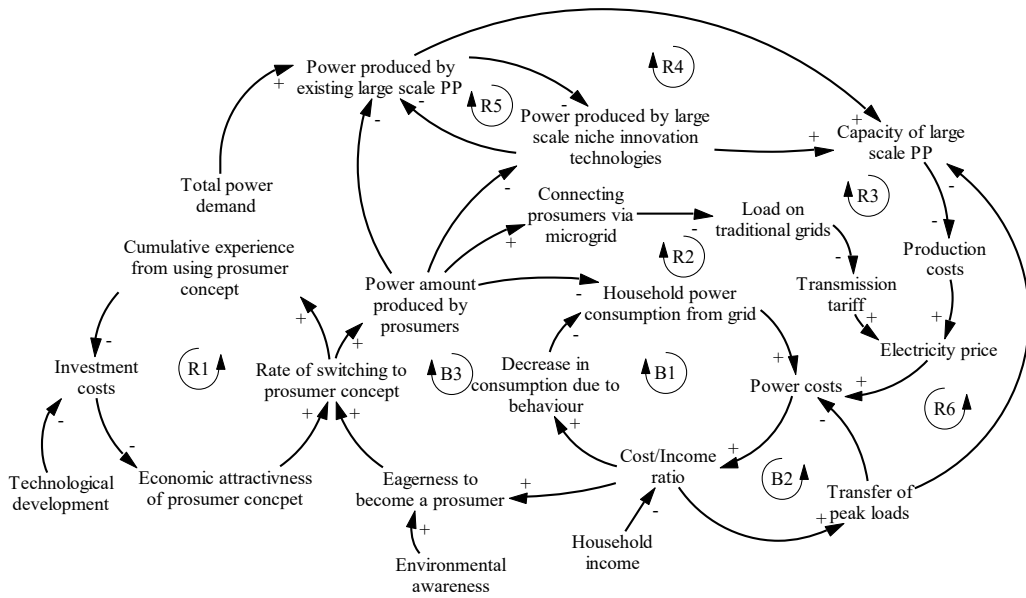 R4
Power produced by
existing large scale PP
+
+
-
R5
-
-
-
Power produced by large
scale niche innovation
technologies
+
Capacity of large
scale PP
-
-
R3
-
Total power
demand
Connecting
prosumers via
microgrid
+
-
Load on
traditional grids
-
Production
costs
Cumulative experience
from using prosumer
concept
R2
-
Power amount
produced by
prosumers
-
Household power
consumption from grid
Transmission
tariff
+
+
+
+
-
-
Investment
costs
R1
Rate of switching to
prosumer concept
B3
Decrease in
consumption due to
behaviour
B1
+
Electricity price
+
Power costs
-
R6
-
+
+
+
+
-
Technological
development
Economic attractivness
of prosumer concpet
Eagerness to
become a prosumer
+
Cost/Income
ratio
B2
Transfer of
peak loads
+
-
+
Household
income
Environmental
awareness